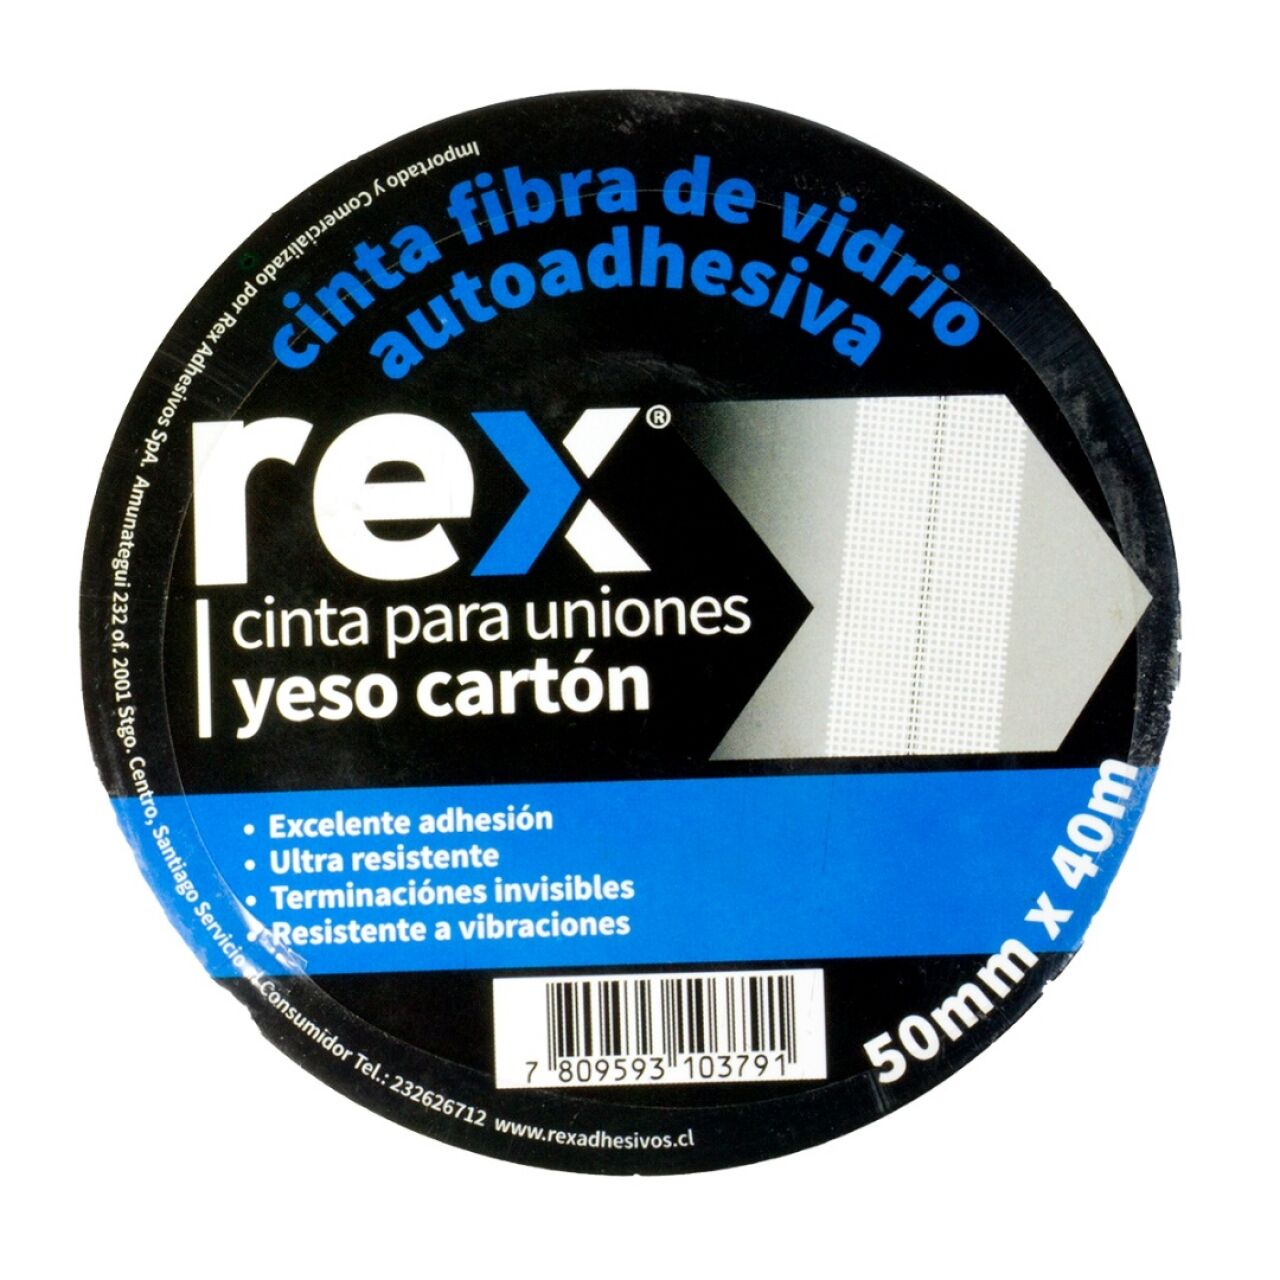 cinta fibra de vidrio
autoadhesiva
rex®
cinta para uniones
yeso cartón
• Excelente adhesión
• Ultra resistente
• Terminaciónes invisibles
• Resistente a vibraciones
50mm x 40m
7 809593 103791
Importado y Comercializado por Rex Adhesivos SpA. Amunategui 232 of. 2001 Stgo. Centro, Santiago Servicio al Consumidor Tel.: 232626712 www.rexadhesivos.cl